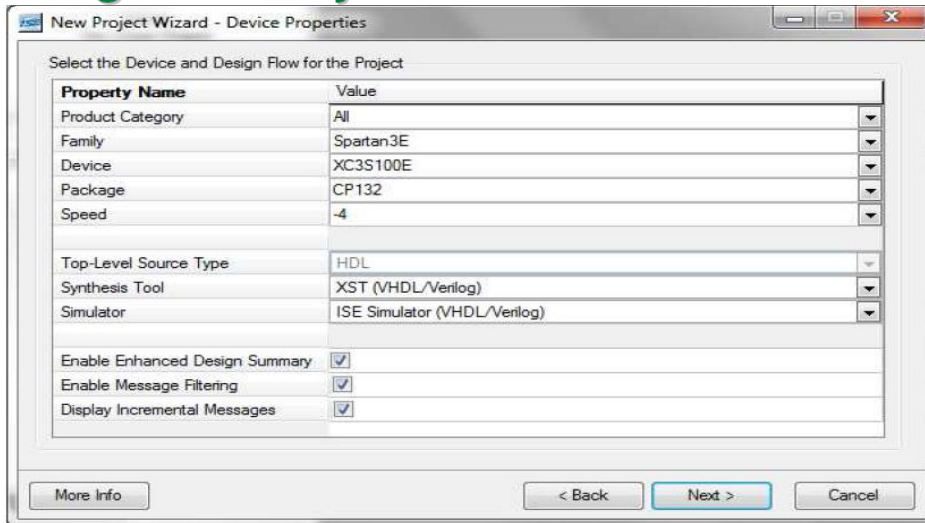 New Project Wizard - Device Properties
Select the Device and Design Flow for the Project
Property Name Value
Product Category All
Family Spartan3E
Device XC3S100E
Package CP132
Speed -4
Top-Level Source Type HDL
Synthesis Tool XST (VHDL/Verilog)
Simulator ISE Simulator (VHDL/Verilog)
Enable Enhanced Design Summary
Enable Message Filtering
Display Incremental Messages
More Info < Back Next > Cancel